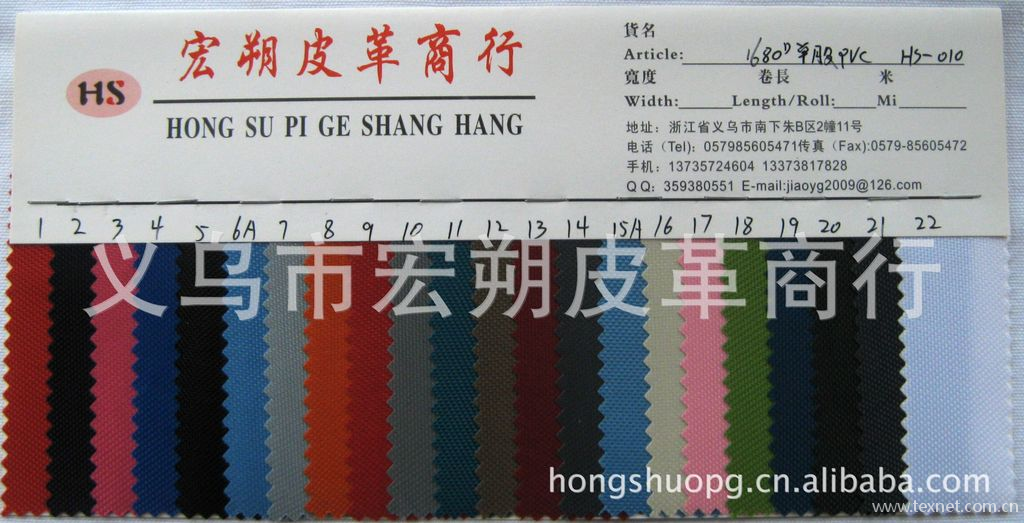 HS
宏朔皮革商行
HONG SU PI GE SHANG HANG
貨名
Article: 1680D单股PVC HS-010
寬度 卷長 米
Width: Length/Roll: Mi
地址：浙江省义乌市南下朱B区2幢11号
电话（Tel)：057985605471传真（Fax):0579-85605472
手机：13735724604 13373817828
QQ：359380551 E-mail:jiaoyg2009@126.com
1 2 3 4 5 6A 7 8 9 10 11 12 13 14 15A 16 17 18 19 20 21 22
义乌市宏朔皮革商行
hongshuopg.cn.alibaba.com
www.texnet.com.cn